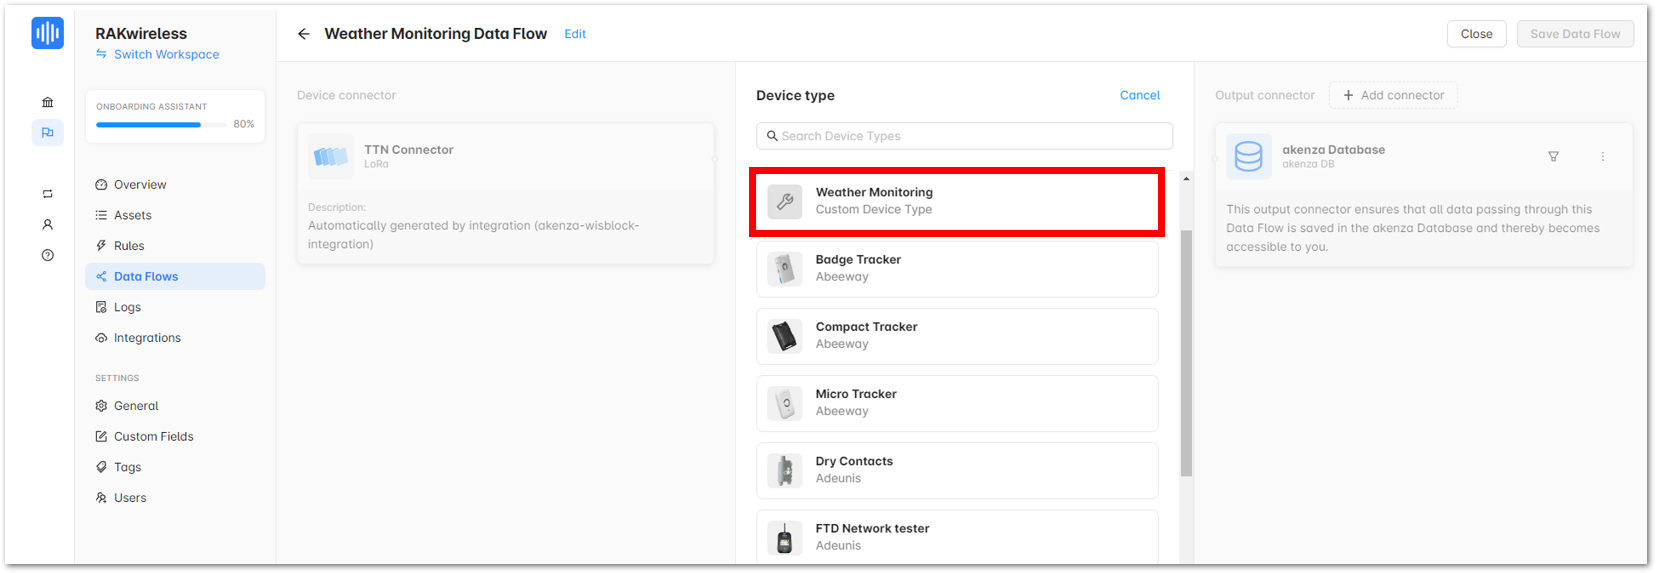 RAKwireless
Switch Workspace
ONBOARDING ASSISTANT
80%
Overview
Assets
Rules
Data Flows
Logs
Integrations
SETTINGS
General
Custom Fields
Tags
Users
Weather Monitoring Data Flow Edit
Close
Save Data Flow
Device connector
TTN Connector
LoRa
Description:
Automatically generated by integration (akenza-wisblock-
integration)
Device type
Cancel
Search Device Types
Weather Monitoring
Custom Device Type
Badge Tracker
Abeeway
Compact Tracker
Abeeway
Micro Tracker
Abeeway
Dry Contacts
Adeunis
FTD Network tester
Adeunis
Output connector
+ Add connector
akenza Database
akenza DB
This output connector ensures that all data passing through this
Data Flow is saved in the akenza Database and thereby becomes
accessible to you.